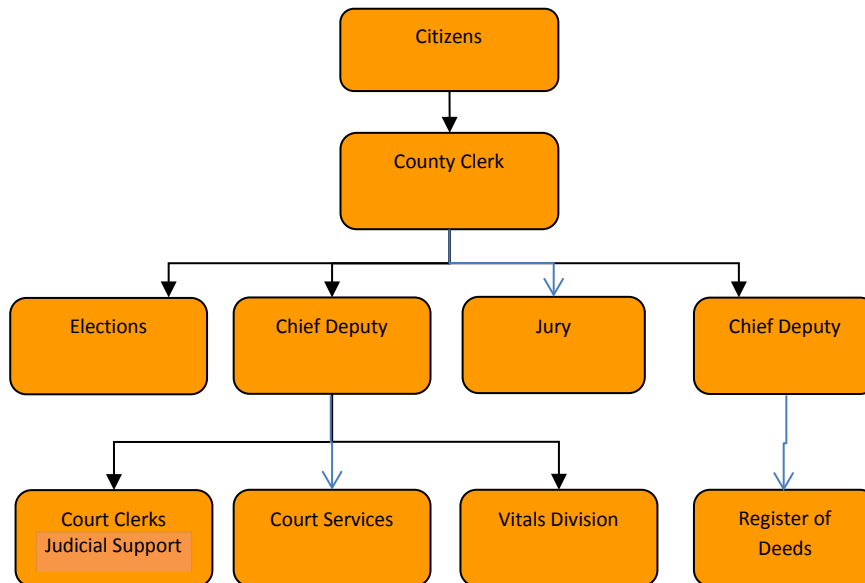 Citizens
County Clerk
Elections
Chief Deputy
Jury
Chief Deputy
Court Clerks
Judicial Support
Court Services
Vitals Division
Register of
Deeds